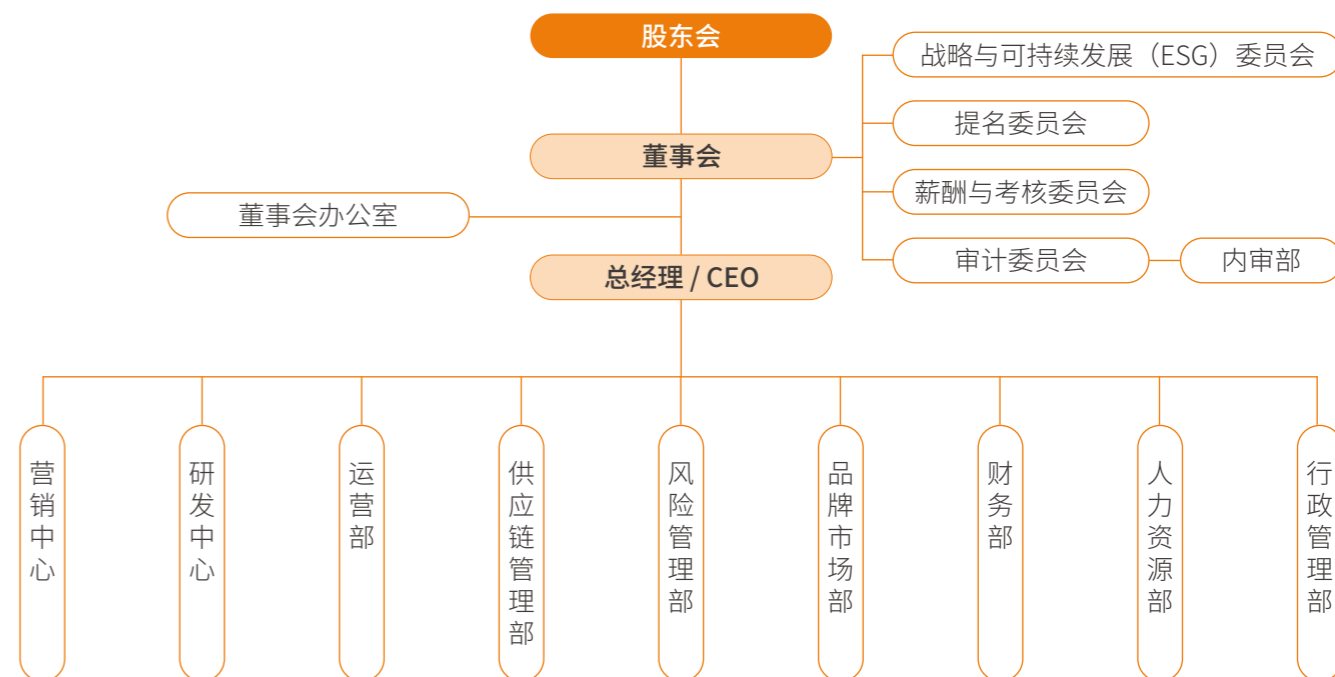 股东会
战略与可持续发展（ESG）委员会
提名委员会
董事会
薪酬与考核委员会
董事会办公室
审计委员会
内审部
总经理 / CEO
营销中心
研发中心
运营部
供应链管理部
风险管理部
品牌市场部
财务部
人力资源部
行政管理部